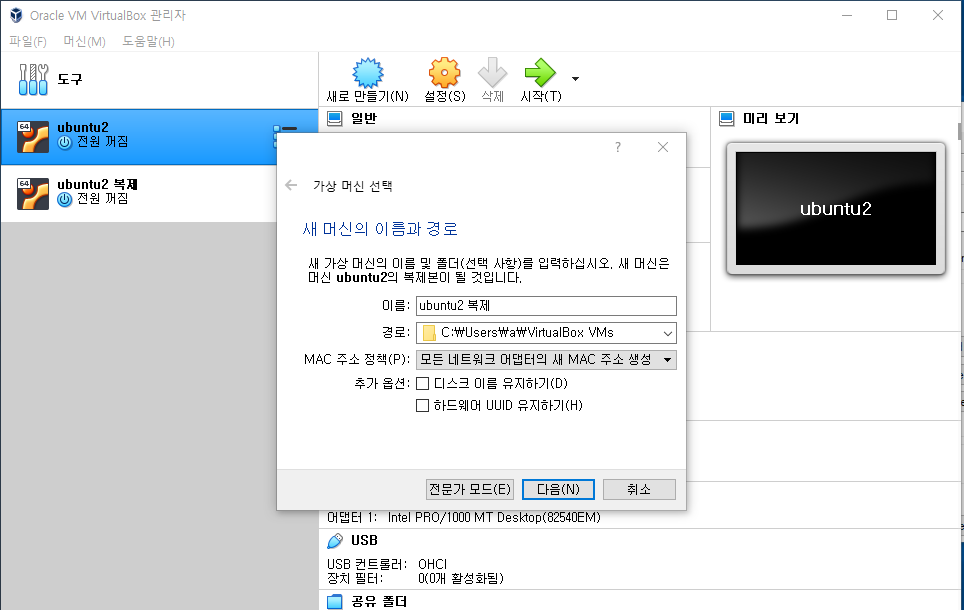 Oracle VM VirtualBox 관리자
파일(F) 머신(M) 도움말(H)
도구
새로 만들기(N) 설정(S) 삭제 시작(T)
64 ubuntu2
전원 꺼짐
64 ubuntu2 복제
전원 꺼짐
일반
미리 보기
ubuntu2
?
가상 머신 선택
새 머신의 이름과 경로
새 가상 머신의 이름 및 폴더(선택 사항)를 입력하십시오. 새 머신은
머신 ubuntu2의 복제본이 될 것입니다.
이름: ubuntu2 복제
경로: C:₩Users₩a₩VirtualBox VMs
MAC 주소 정책(P): 모든 네트워크 어댑터의 새 MAC 주소 생성
추가 옵션: 디스크 이름 유지하기(D)
하드웨어 UUID 유지하기(H)
전문가 모드(E) 다음(N) 취소
어댑터 1: Intel PRO/1000 MT Desktop(82540EM)
USB
USB 컨트롤러: OHCI
장치 필터: 0(0개 활성화됨)
공유 폴더